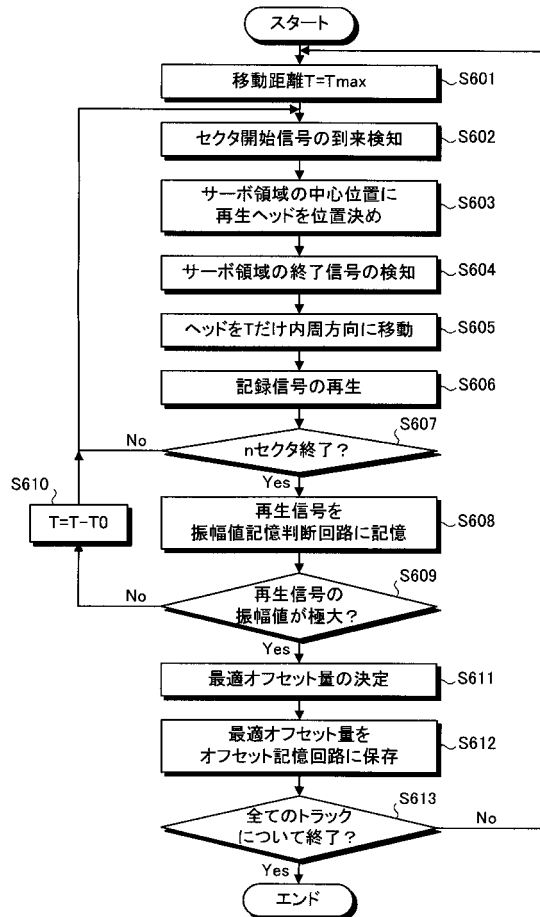 スタート
移動距離T=Tmax
S601
セクタ開始信号の到来検知
S602
サーボ領域の中心位置に
再生ヘッドを位置決め
S603
サーボ領域の終了信号の検知
S604
ヘッドをTだけ内周方向に移動
S605
記録信号の再生
S606
S607
nセクタ終了？
No
Yes
S610
T=T-T0
再生信号を
振幅値記憶判断回路に記憶
S608
S609
再生信号の
振幅値が極大？
No
Yes
最適オフセット量の決定
S611
最適オフセット量を
オフセット記憶回路に保存
S612
S613
全てのトラック
について終了？
No
Yes
エンド